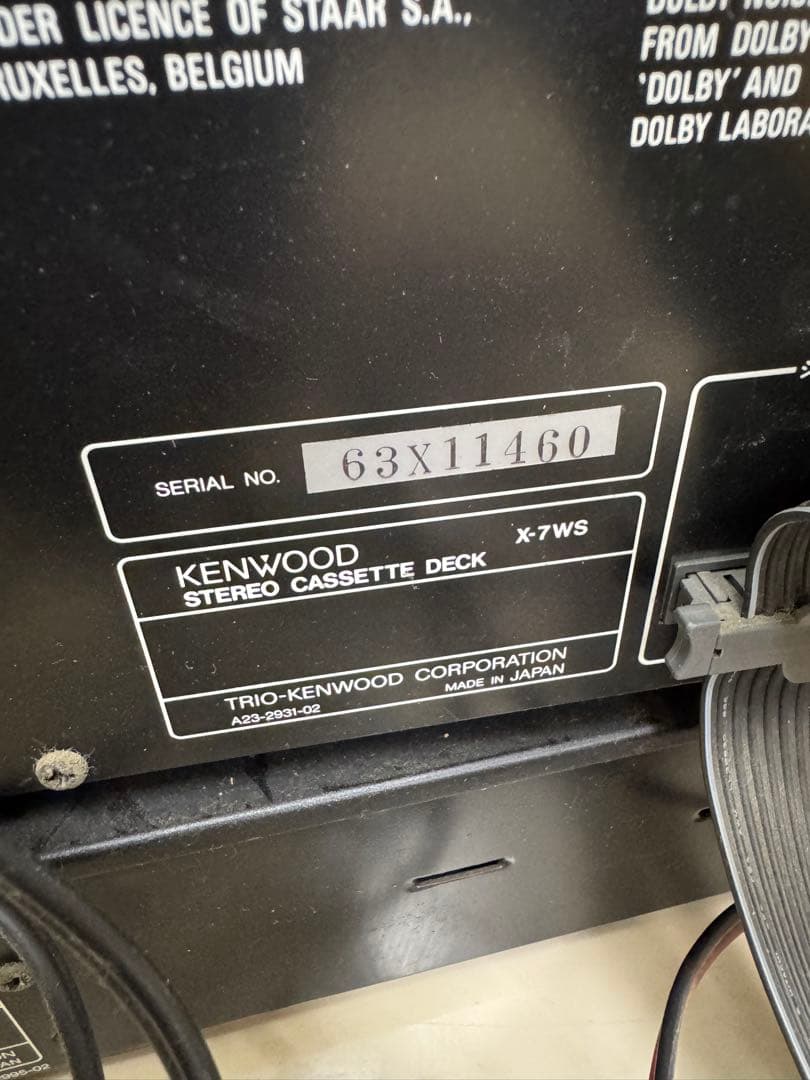 DER LICENCE OF STAAR S.A.,
RUXELLES, BELGIUM
FROM DOLBY
'DOLBY' AND
DOLBY LABORA
SERIAL NO. 63X11460
KENWOOD X-7WS
STEREO CASSETTE DECK
TRIO-KENWOOD CORPORATION
A23-2931-02 MADE IN JAPAN